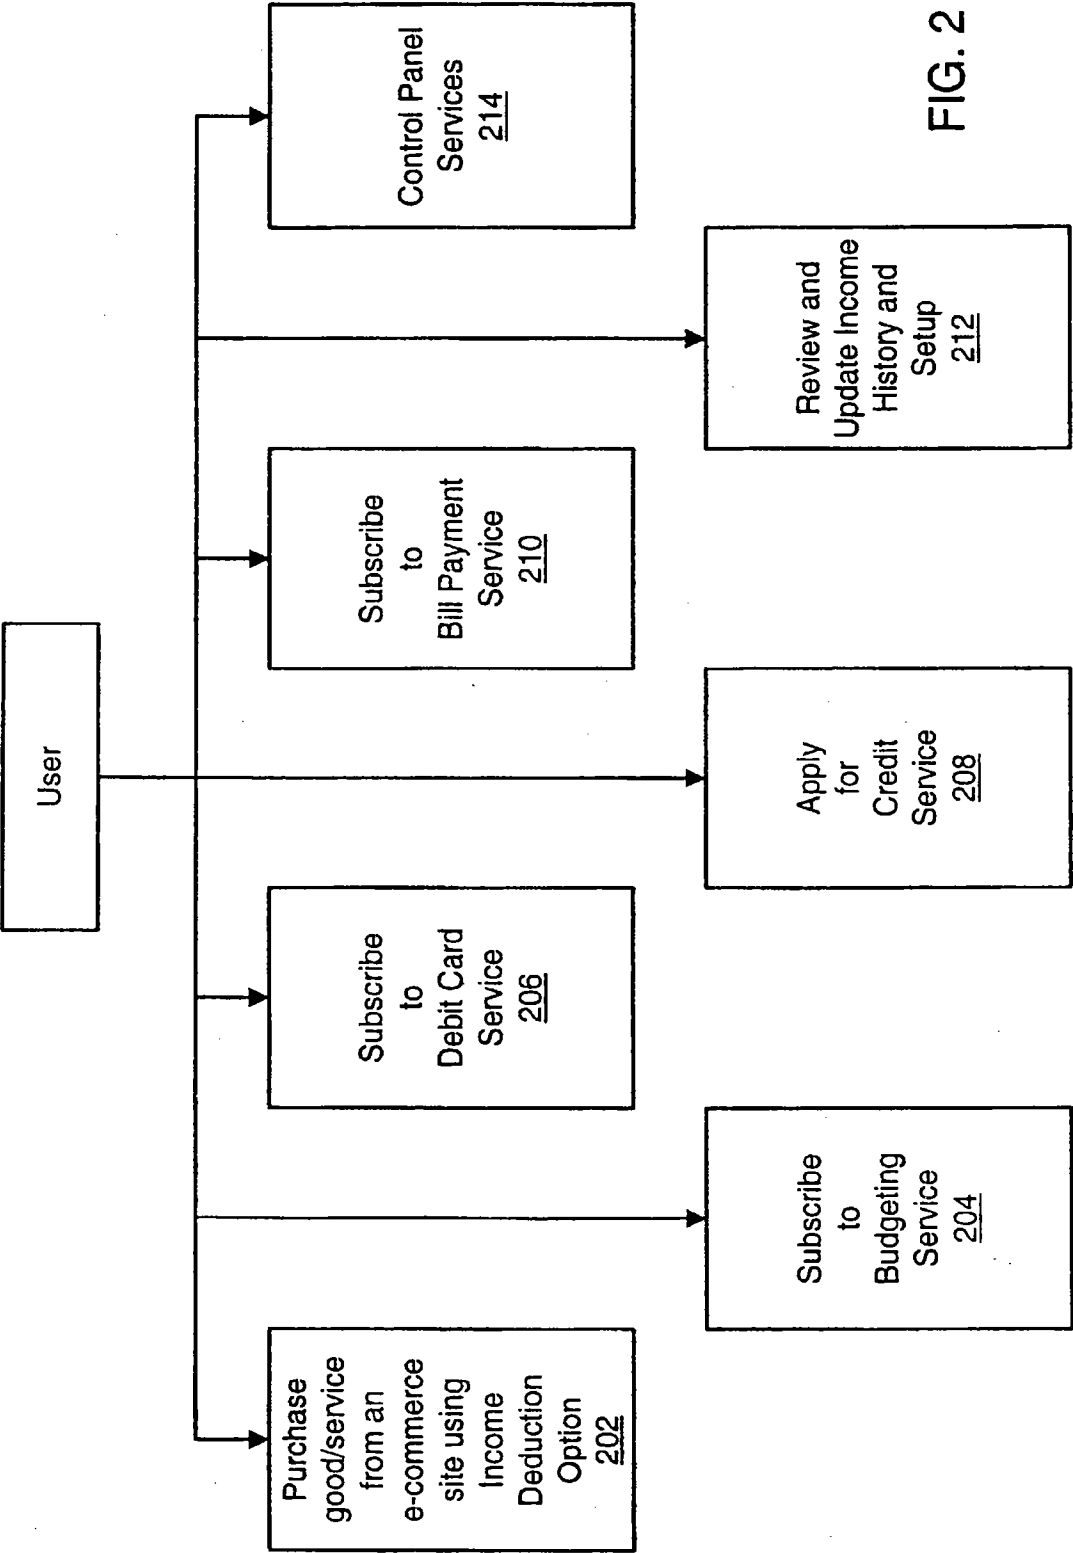 User
Purchase
good/service
from an
e-commerce
site using
Income
Deduction
Option
202
Subscribe
to
Budgeting
Service
204
Subscribe
to
Debit Card
Service
206
Apply
for
Credit
Service
208
Subscribe
to
Bill Payment
Service
210
Review and
Update Income
History and
Setup
212
Control Panel
Services
214
FIG. 2